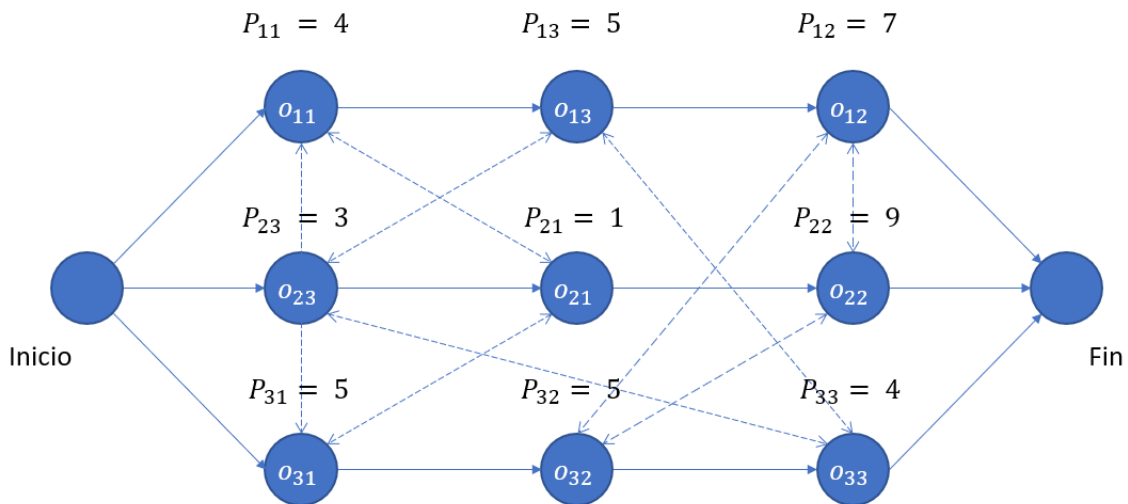 P₁₁ = 4 P₁₃ = 5 P₁₂ = 7
o₁₁ o₁₃ o₁₂
P₂₃ = 3 P₂₁ = 1 P₂₂ = 9
o₂₃ o₂₁ o₂₂
Inicio Fin
P₃₁ = 5 P₃₂ = 5 P₃₃ = 4
o₃₁ o₃₂ o₃₃